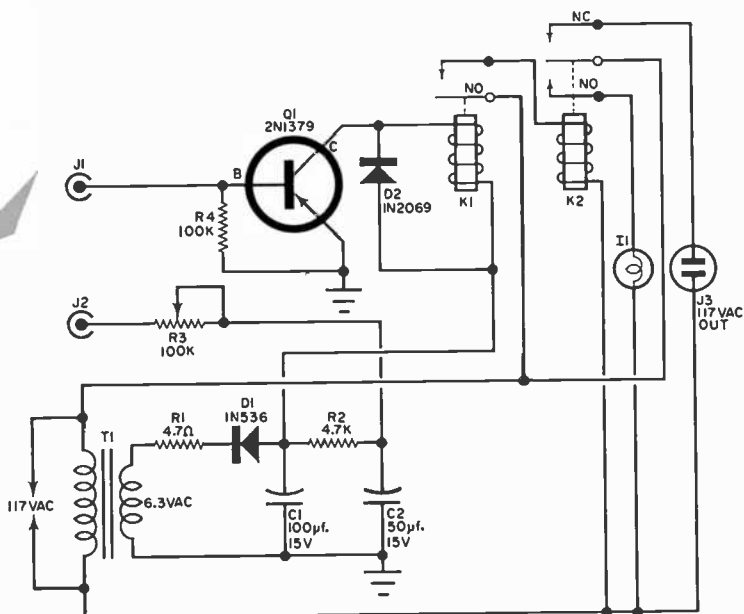 NC
NO
NO
Q1
2N1379
B
C
J1
R4
100K
D2
1N2069
K1
K2
I1
J3
117VAC
OUT
J2
R3
100K
R1
4.7Ω
D1
1N536
R2
4.7K
T1
117VAC
6.3VAC
C1
100µf.
15V
C2
50µf.
15V